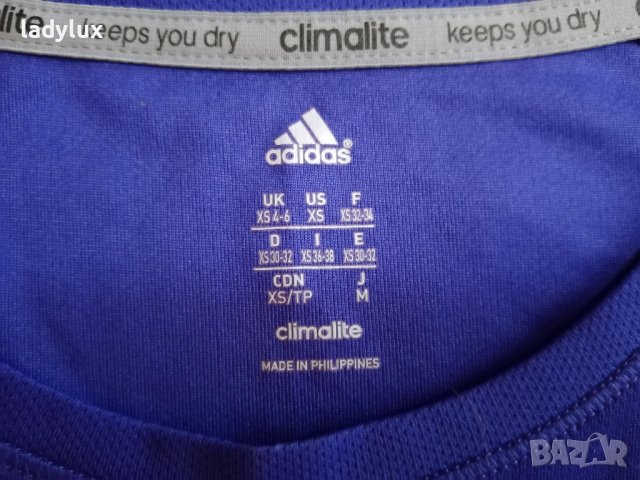 ladylux
keeps you dry climalite keeps you dry
adidas®
UK US F
XS 4-6 XS XS 32-34
D I E
XS 30-32 XS 36-38 XS 30-32
CDN J
XS/TP M
climalite
MADE IN PHILIPPINES
BAZAR